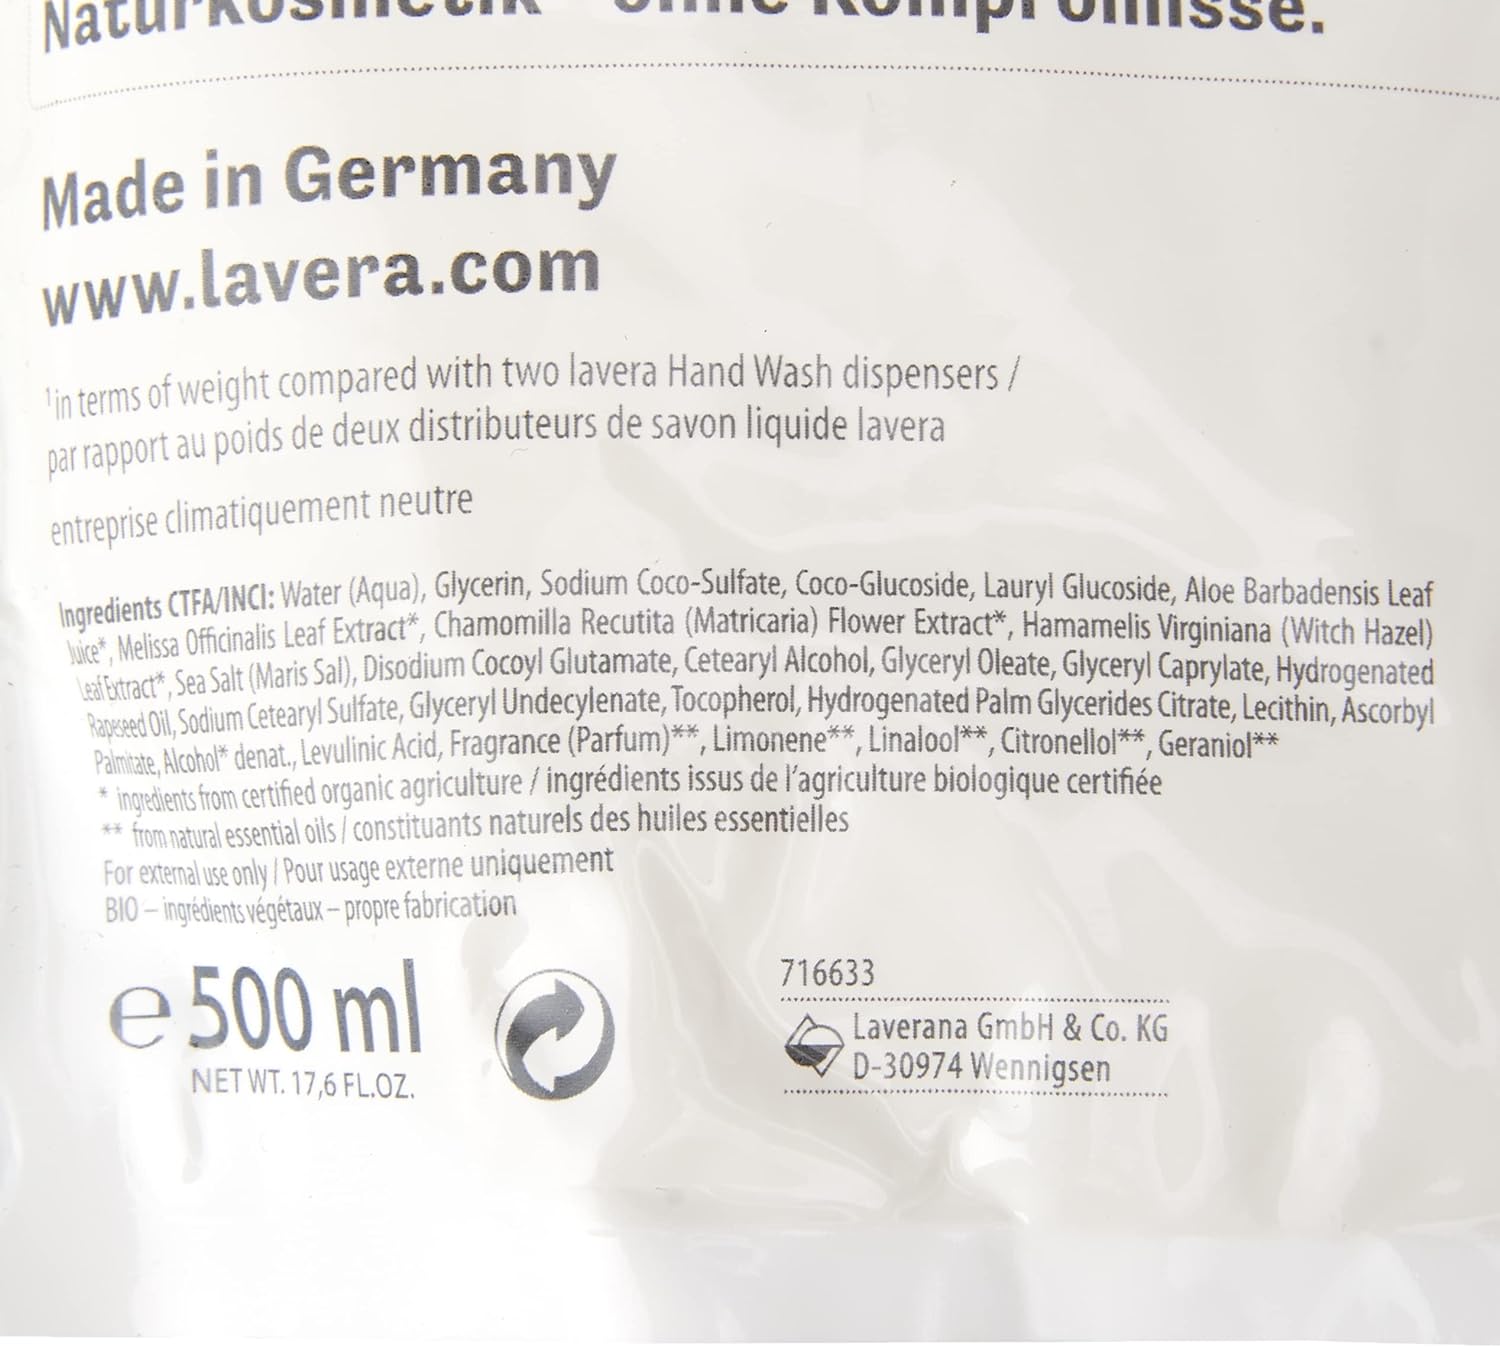 Naturkosmetik – ohne Kompromisse.
Made in Germany
www.lavera.com
¹in terms of weight compared with two lavera Hand Wash dispensers /
par rapport au poids de deux distributeurs de savon liquide lavera
entreprise climatiquement neutre
Ingredients CTFA/INCI: Water (Aqua), Glycerin, Sodium Coco-Sulfate, Coco-Glucoside, Lauryl Glucoside, Aloe Barbadensis Leaf
Juice*, Melissa Officinalis Leaf Extract*, Chamomilla Recutita (Matricaria) Flower Extract*, Hamamelis Virginiana (Witch Hazel)
Leaf Extract*, Sea Salt (Maris Sal), Disodium Cocoyl Glutamate, Cetearyl Alcohol, Glyceryl Oleate, Glyceryl Caprylate, Hydrogenated
Rapeseed Oil, Sodium Cetearyl Sulfate, Glyceryl Undecylenate, Tocopherol, Hydrogenated Palm Glycerides Citrate, Lecithin, Ascorbyl
Palmitate, Alcohol* denat., Levulinic Acid, Fragrance (Parfum)**, Limonene**, Linalool**, Citronellol**, Geraniol**
* ingredients from certified organic agriculture / ingrédients issus de l'agriculture biologique certifiée
** from natural essential oils / constituants naturels des huiles essentielles
For external use only / Pour usage externe uniquement
BIO – ingrédients végétaux – propre fabrication
℮ 500 ml
NET WT. 17,6 FL.OZ.
716633
Laverana GmbH & Co. KG
D-30974 Wennigsen